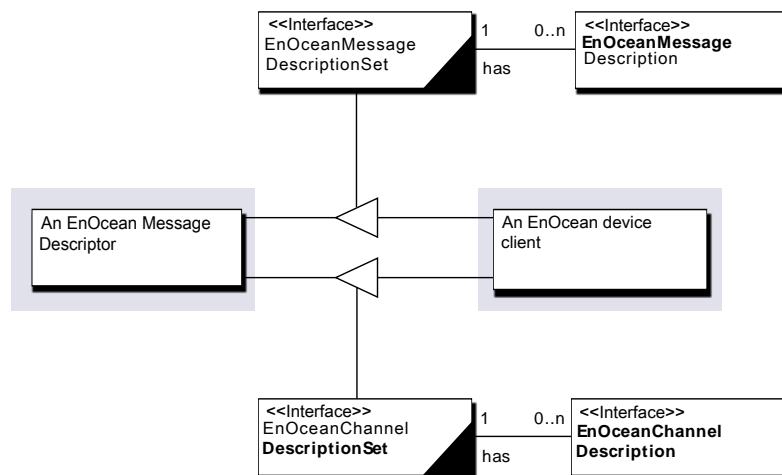 <<Interface>>
EnOceanMessage
DescriptionSet
1
0..n
has
<<Interface>>
EnOceanMessage
Description
An EnOcean Message
Descriptor
An EnOcean device
client
<<Interface>>
EnOceanChannel
DescriptionSet
1
0..n
has
<<Interface>>
EnOceanChannel
Description